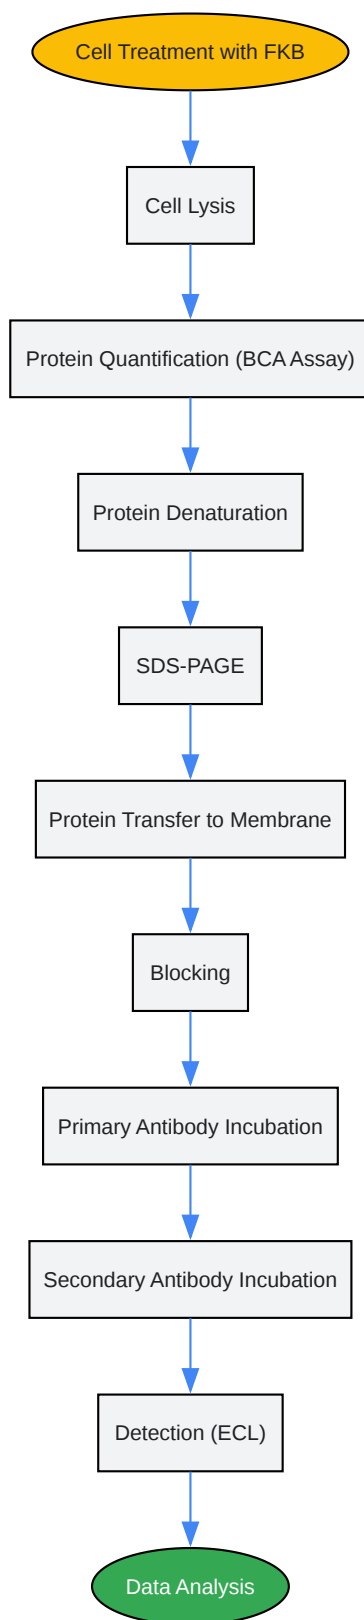 Cell Treatment with FKB
Cell Lysis
Protein Quantification (BCA Assay)
Protein Denaturation
SDS-PAGE
Protein Transfer to Membrane
Blocking
Primary Antibody Incubation
Secondary Antibody Incubation
Detection (ECL)
Data Analysis